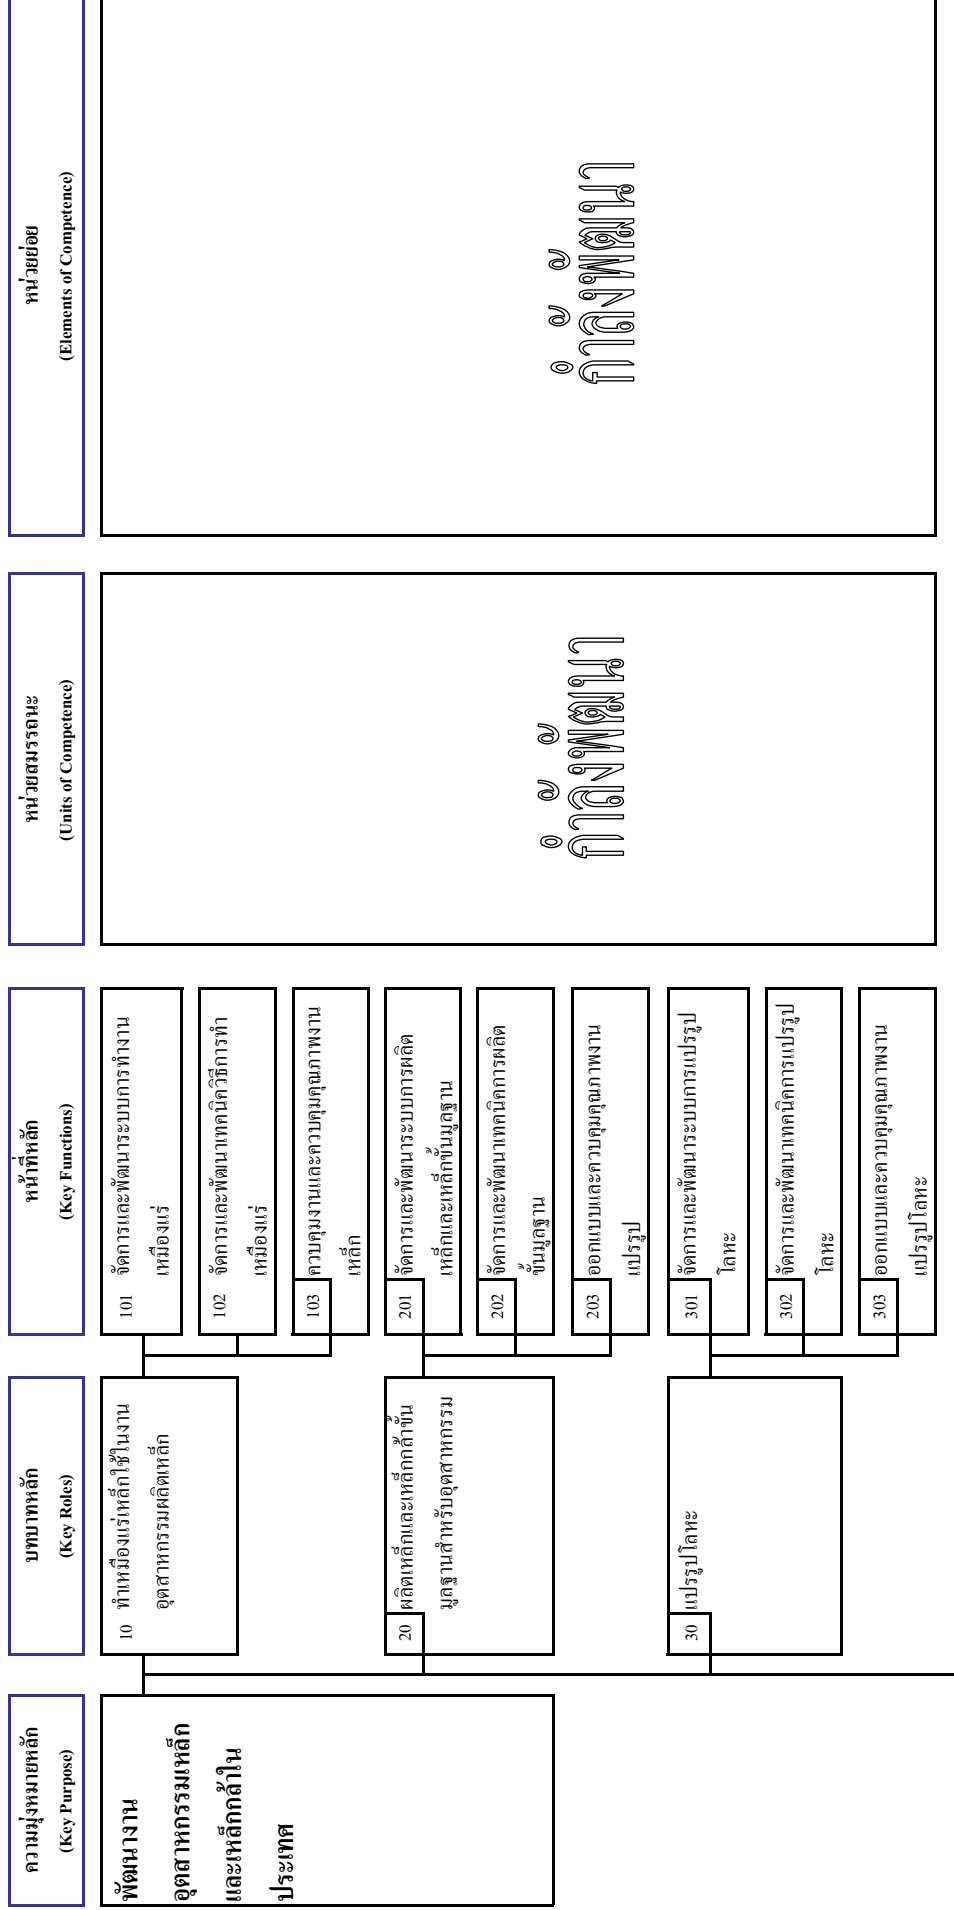 ความมุ่งหมายหลัก
(Key Purpose)
บทบาทหลัก
(Key Roles)
หน้าที่หลัก
(Key Functions)
หน่วยสมรรถนะ
(Units of Competence)
หน่วยย่อย
(Elements of Competence)
พัฒนางาน
อุตสาหกรรมเหล็ก
และเหล็กกล้าใน
ประเทศ
10 ทำเหมืองแร่เหล็กใช้ในงาน
อุตสาหกรรมผลิตเหล็ก
101 จัดการและพัฒนาระบบการทำงาน
เหมืองแร่
102 จัดการและพัฒนาเทคนิควิธีการทำ
เหมืองแร่
103 ควบคุมงานและควบคุมคุณภาพงาน
เหล็ก
20 ผลิตเหล็กและเหล็กกล้าขั้น
มูลฐานสำหรับอุตสาหกรรม
201 จัดการและพัฒนาระบบการผลิต
เหล็กและเหล็กขั้นมูลฐาน
202 จัดการและพัฒนาเทคนิคการผลิต
ขั้นมูลฐาน
203 ออกแบบและควบคุมคุณภาพงาน
แปรรูป
30 แปรรูปโลหะ
301 จัดการและพัฒนาระบบการแปรรูป
โลหะ
302 จัดการและพัฒนาเทคนิคการแปรรูป
โลหะ
303 ออกแบบและควบคุมคุณภาพงาน
แปรรูปโลหะ
กำลังพัฒนา
กำลังพัฒนา